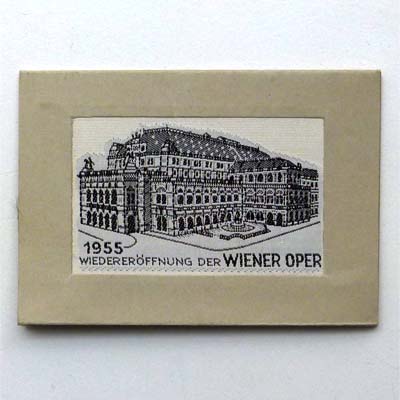 1955
WIEDERERÖFFNUNG DER WIENER OPER